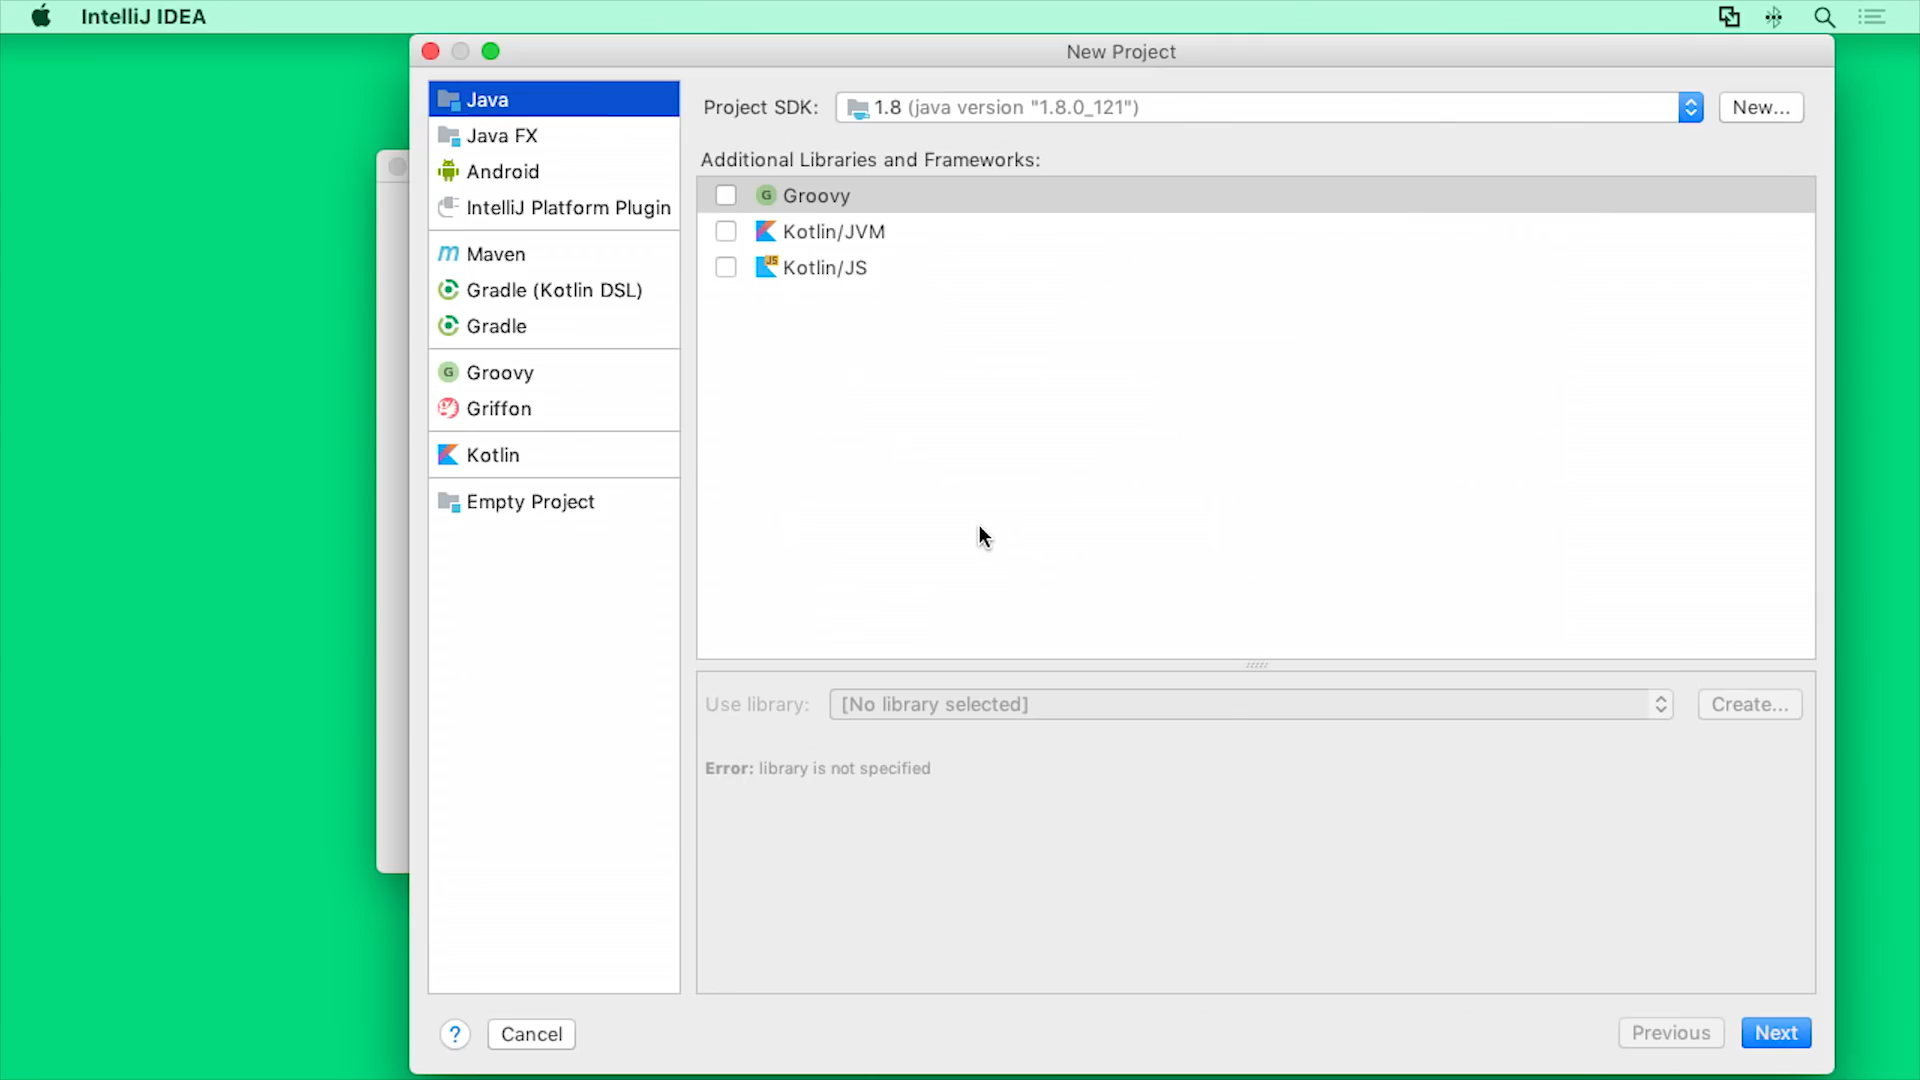 IntelliJ IDEA
New Project
Java
Java FX
Android
IntelliJ Platform Plugin
Maven
Gradle (Kotlin DSL)
Gradle
Groovy
Griffon
Kotlin
Empty Project
Project SDK: 1.8 (java version "1.8.0_121") New...
Additional Libraries and Frameworks:
Groovy
Kotlin/JVM
Kotlin/JS
Use library: [No library selected] Create...
Error: library is not specified
? Cancel Previous Next